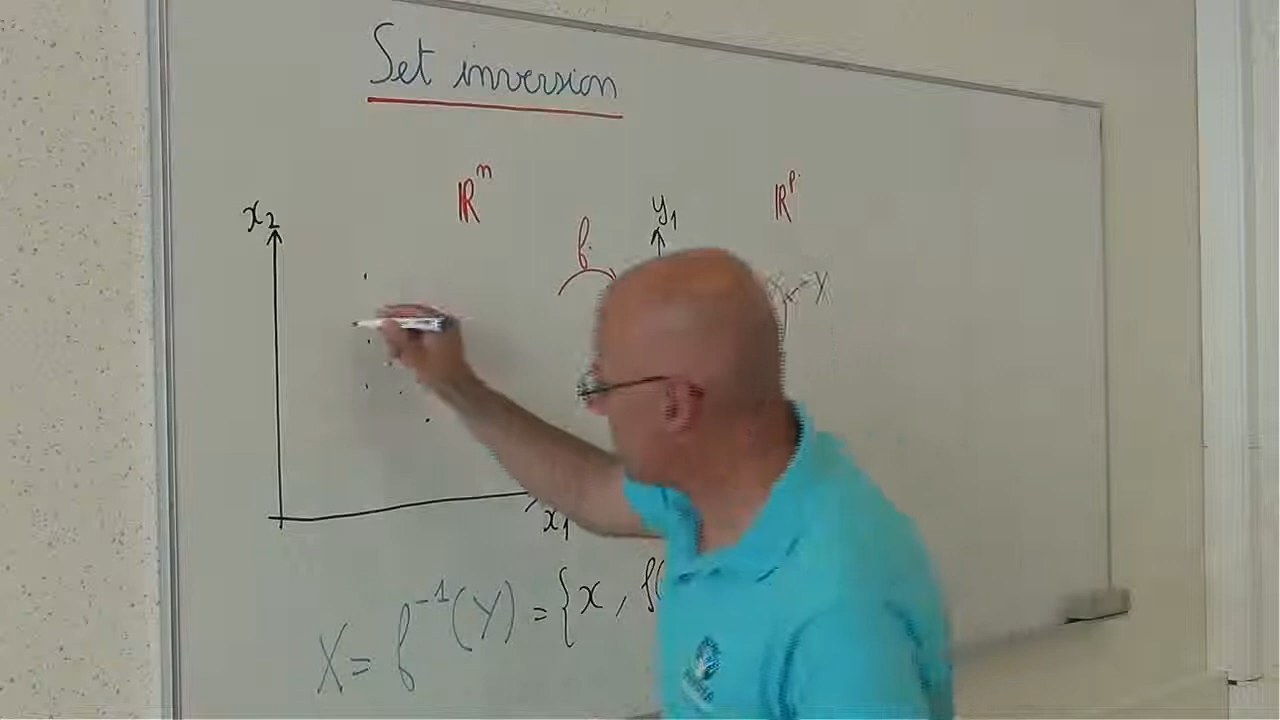 Set inversion
ℝⁿ
ℝᵖ
x₂
f
y₁
Y
x₁
X = f⁻¹(Y) = {x, f(